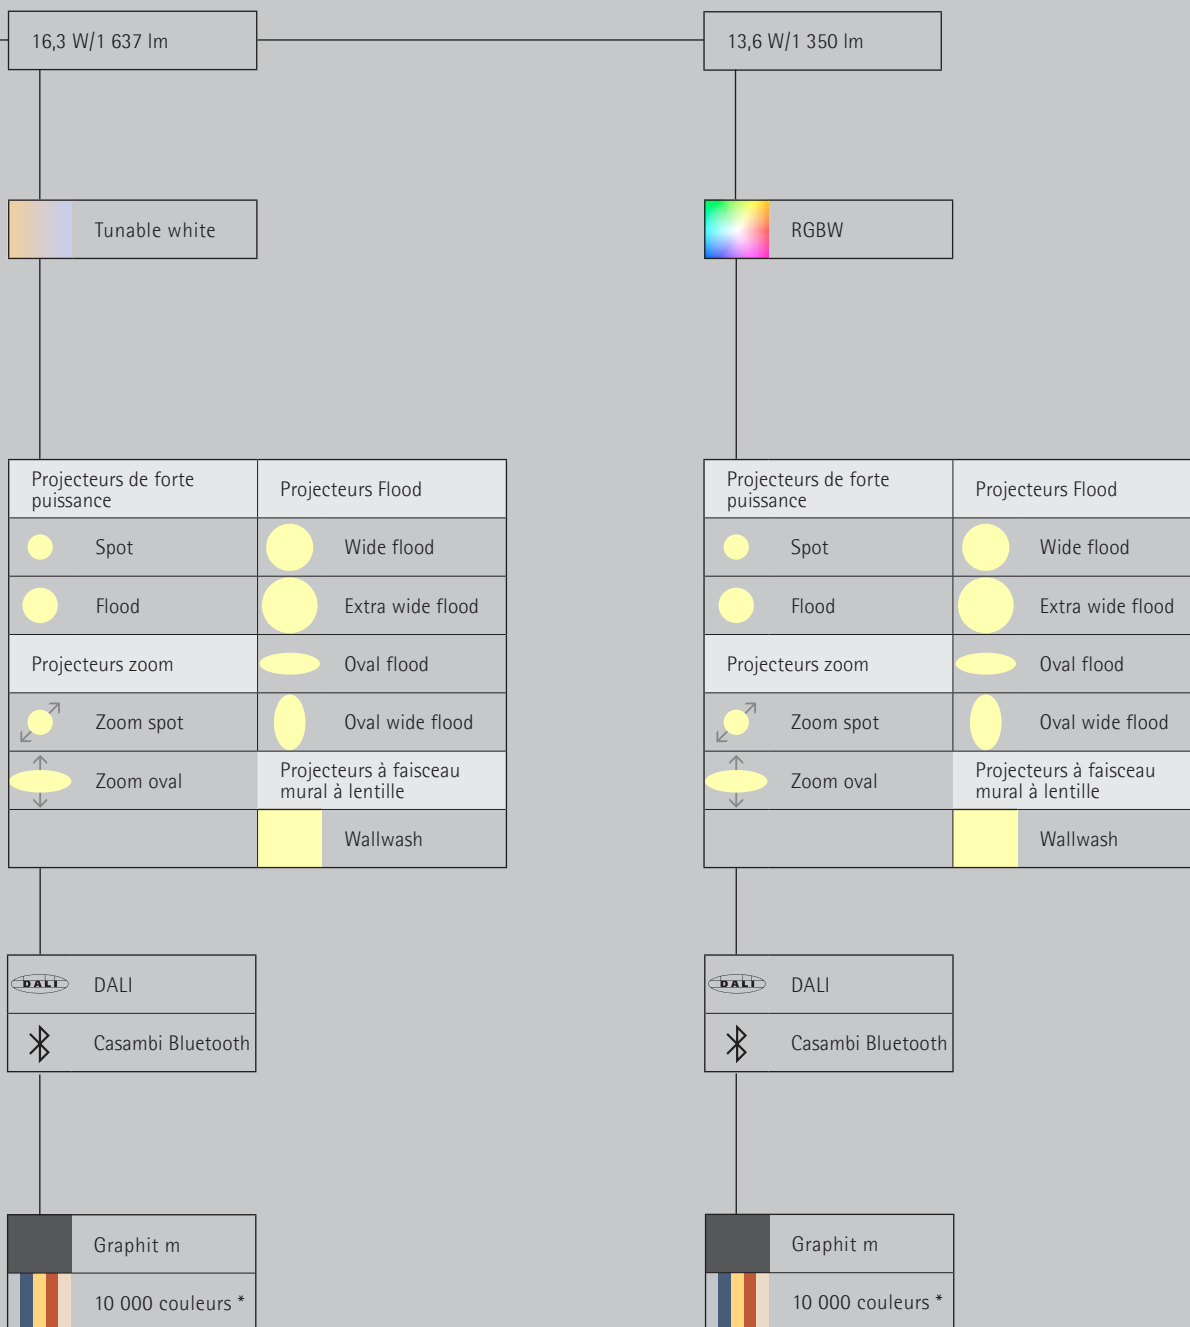 16,3 W/1 637 lm
13,6 W/1 350 lm
Tunable white
RGBW
Projecteurs de forte
puissance
Projecteurs Flood
Spot
Wide flood
Flood
Extra wide flood
Projecteurs zoom
Oval flood
Zoom spot
Oval wide flood
Zoom oval
Projecteurs à faisceau
mural à lentille
Wallwash
Projecteurs de forte
puissance
Projecteurs Flood
Spot
Wide flood
Flood
Extra wide flood
Projecteurs zoom
Oval flood
Zoom spot
Oval wide flood
Zoom oval
Projecteurs à faisceau
mural à lentille
Wallwash
DALI DALI
Casambi Bluetooth
DALI DALI
Casambi Bluetooth
Graphit m
10 000 couleurs *
Graphit m
10 000 couleurs *